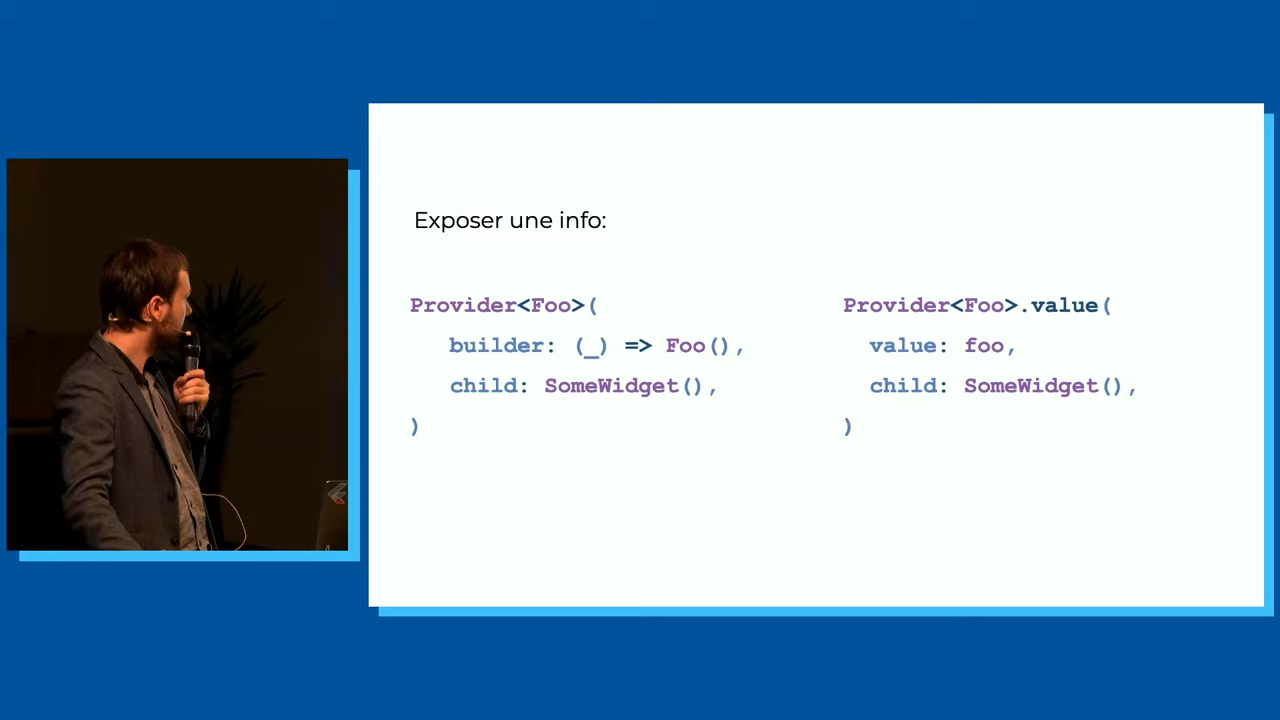 Exposer une info:
Provider<Foo>(
builder: (_) => Foo(),
child: SomeWidget(),
)
Provider<Foo>.value(
value: foo,
child: SomeWidget(),
)